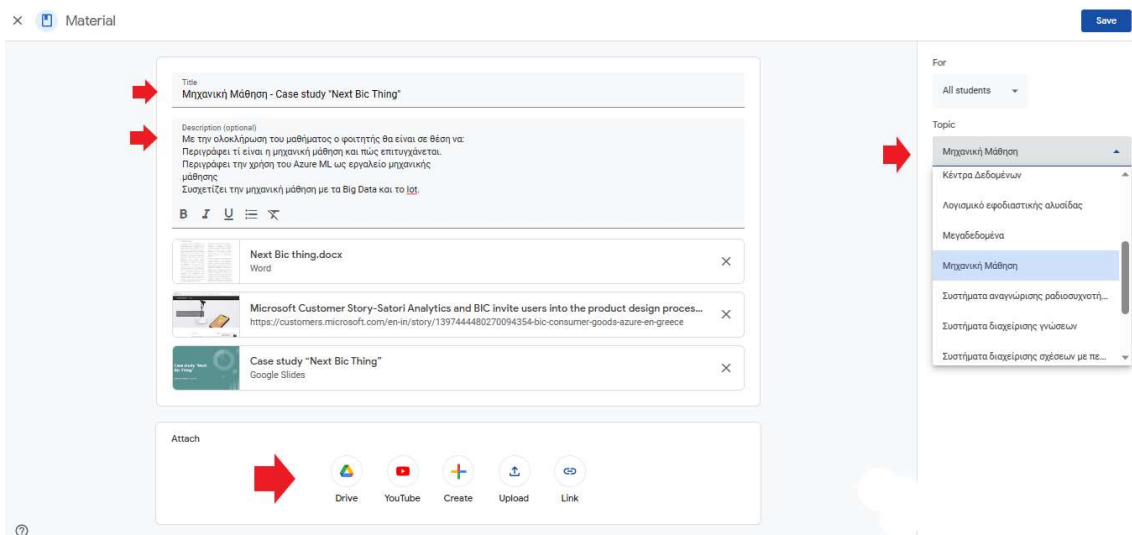 Material
Save
Title
Μηχανική Μάθηση - Case study "Next Bic Thing"
Description (optional)
Με την ολοκλήρωση του μαθήματος ο φοιτητής θα είναι σε θέση να:
Περιγράφει τί είναι η μηχανική μάθηση και πώς επιτυγχάνεται.
Περιγράφει την χρήση του Azure ML ως εργαλείο μηχανικής
μάθησης
Συσχετίζει την μηχανική μάθηση με τα Big Data και το Iot.
B I U
Next Bic thing.docx
Word
Microsoft Customer Story-Satori Analytics and BIC invite users into the product design proces...
https://customers.microsoft.com/en-in/story/1397444480270094354-bic-consumer-goods-azure-en-greece
Case study “Next Bic Thing”
Google Slides
Attach
Drive YouTube Create Upload Link
For
All students
Topic
Μηχανική Μάθηση
Κέντρα Δεδομένων
Λογισμικό εφοδιαστικής αλυσίδας
Μεγαδεδομένα
Μηχανική Μάθηση
Συστήματα αναγνώρισης ραδιοσυχνοτή...
Συστήματα διαχείρισης γνώσεων
Συστήματα διαχείρισης σχέσεων με πε...